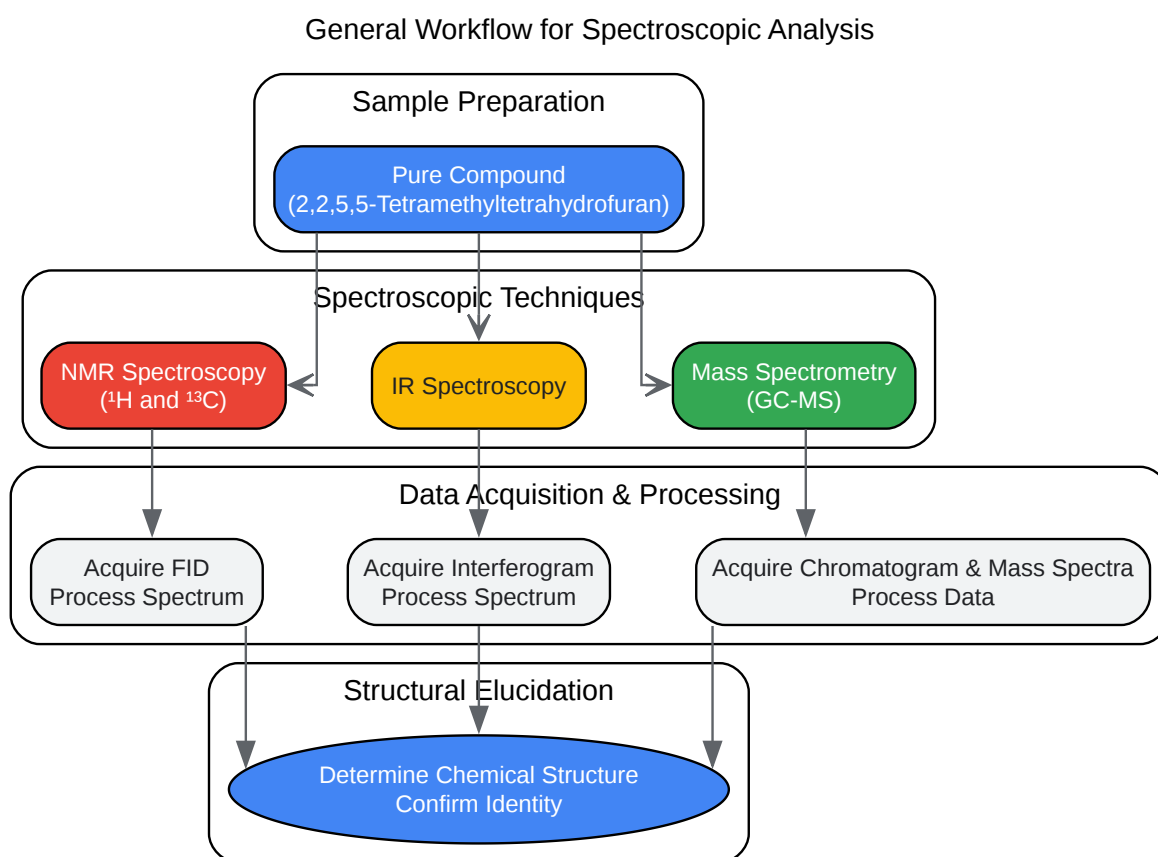 General Workflow for Spectroscopic Analysis
Sample Preparation
Pure Compound
(2,2,5,5-Tetramethyltetrahydrofuran)
Spectroscopic Techniques
NMR Spectroscopy
(¹H and ¹³C)
IR Spectroscopy
Mass Spectrometry
(GC-MS)
Data Acquisition & Processing
Acquire FID
Process Spectrum
Acquire Interferogram
Process Spectrum
Acquire Chromatogram & Mass Spectra
Process Data
Structural Elucidation
Determine Chemical Structure
Confirm Identity